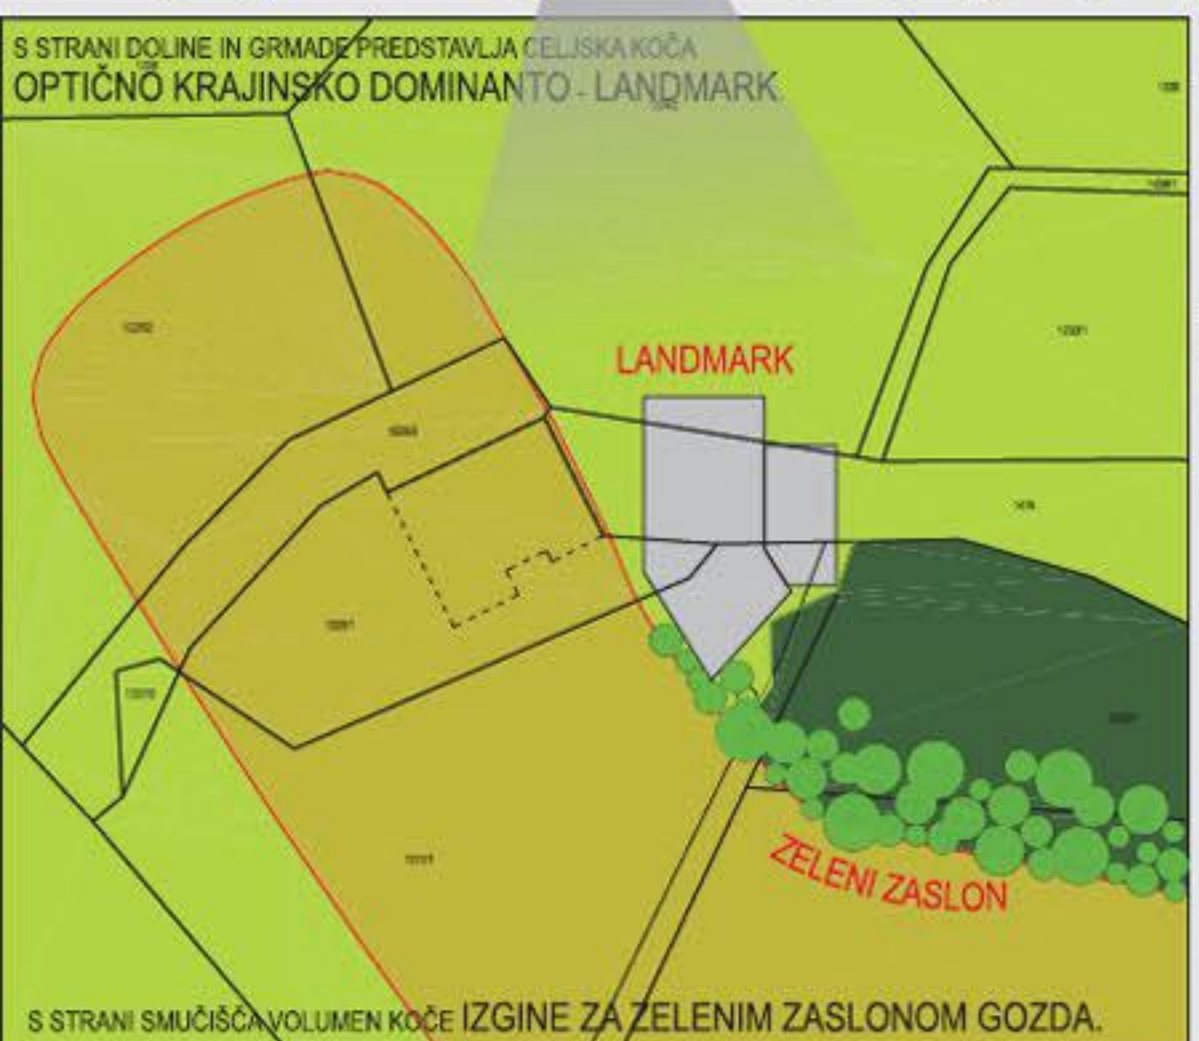 S STRANI DOLINE IN GRMADE PREDSTAVLJA CELJSKA KOČA
OPTIČNO KRAJINSKO DOMINANTO - LANDMARK
LANDMARK
ZELENI ZASLON
S STRANI SMUČIŠČA VOLUMEN KOČE IZGINE ZA ZELENIM ZASLONOM GOZDA.